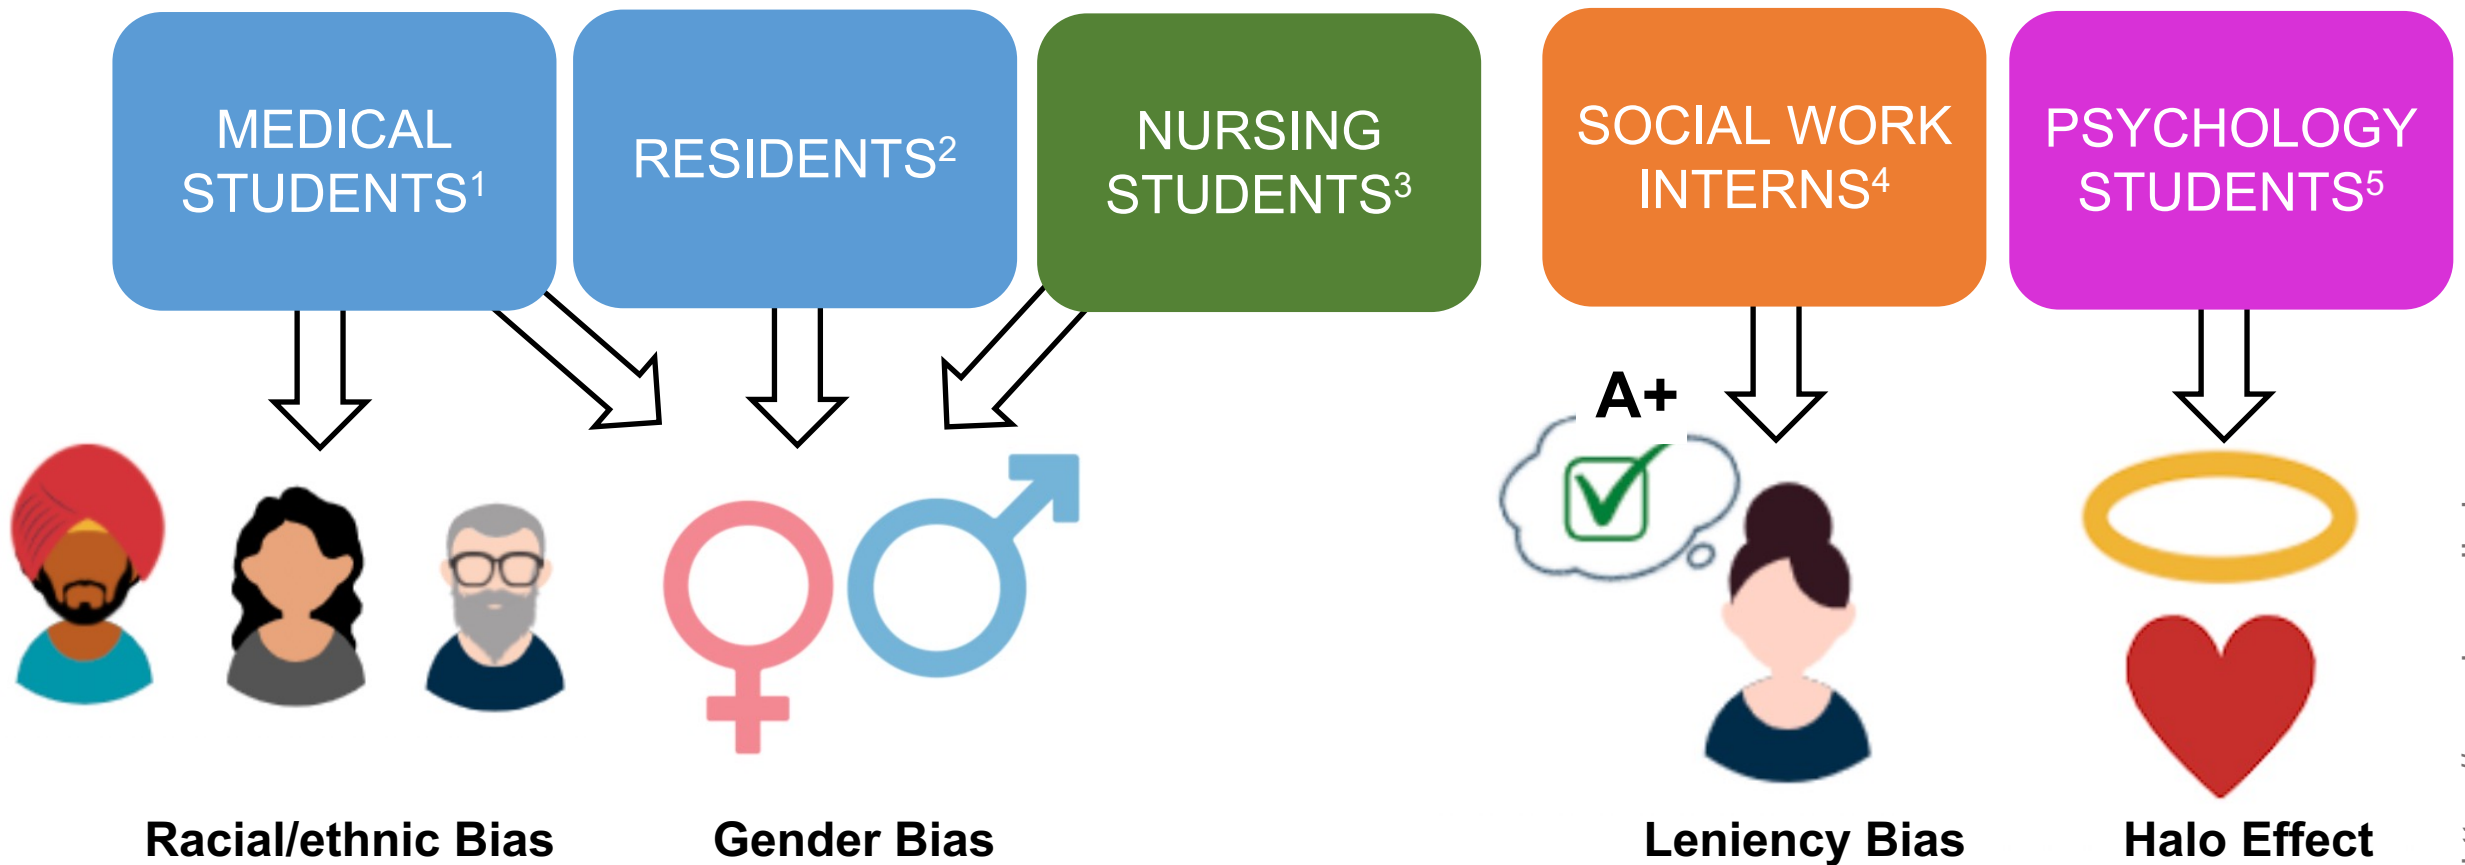 MEDICAL
STUDENTS¹
RESIDENTS²
NURSING
STUDENTS³
SOCIAL WORK
INTERNS⁴
PSYCHOLOGY
STUDENTS⁵
A+
Racial/ethnic Bias
Gender Bias
Leniency Bias
Halo Effect